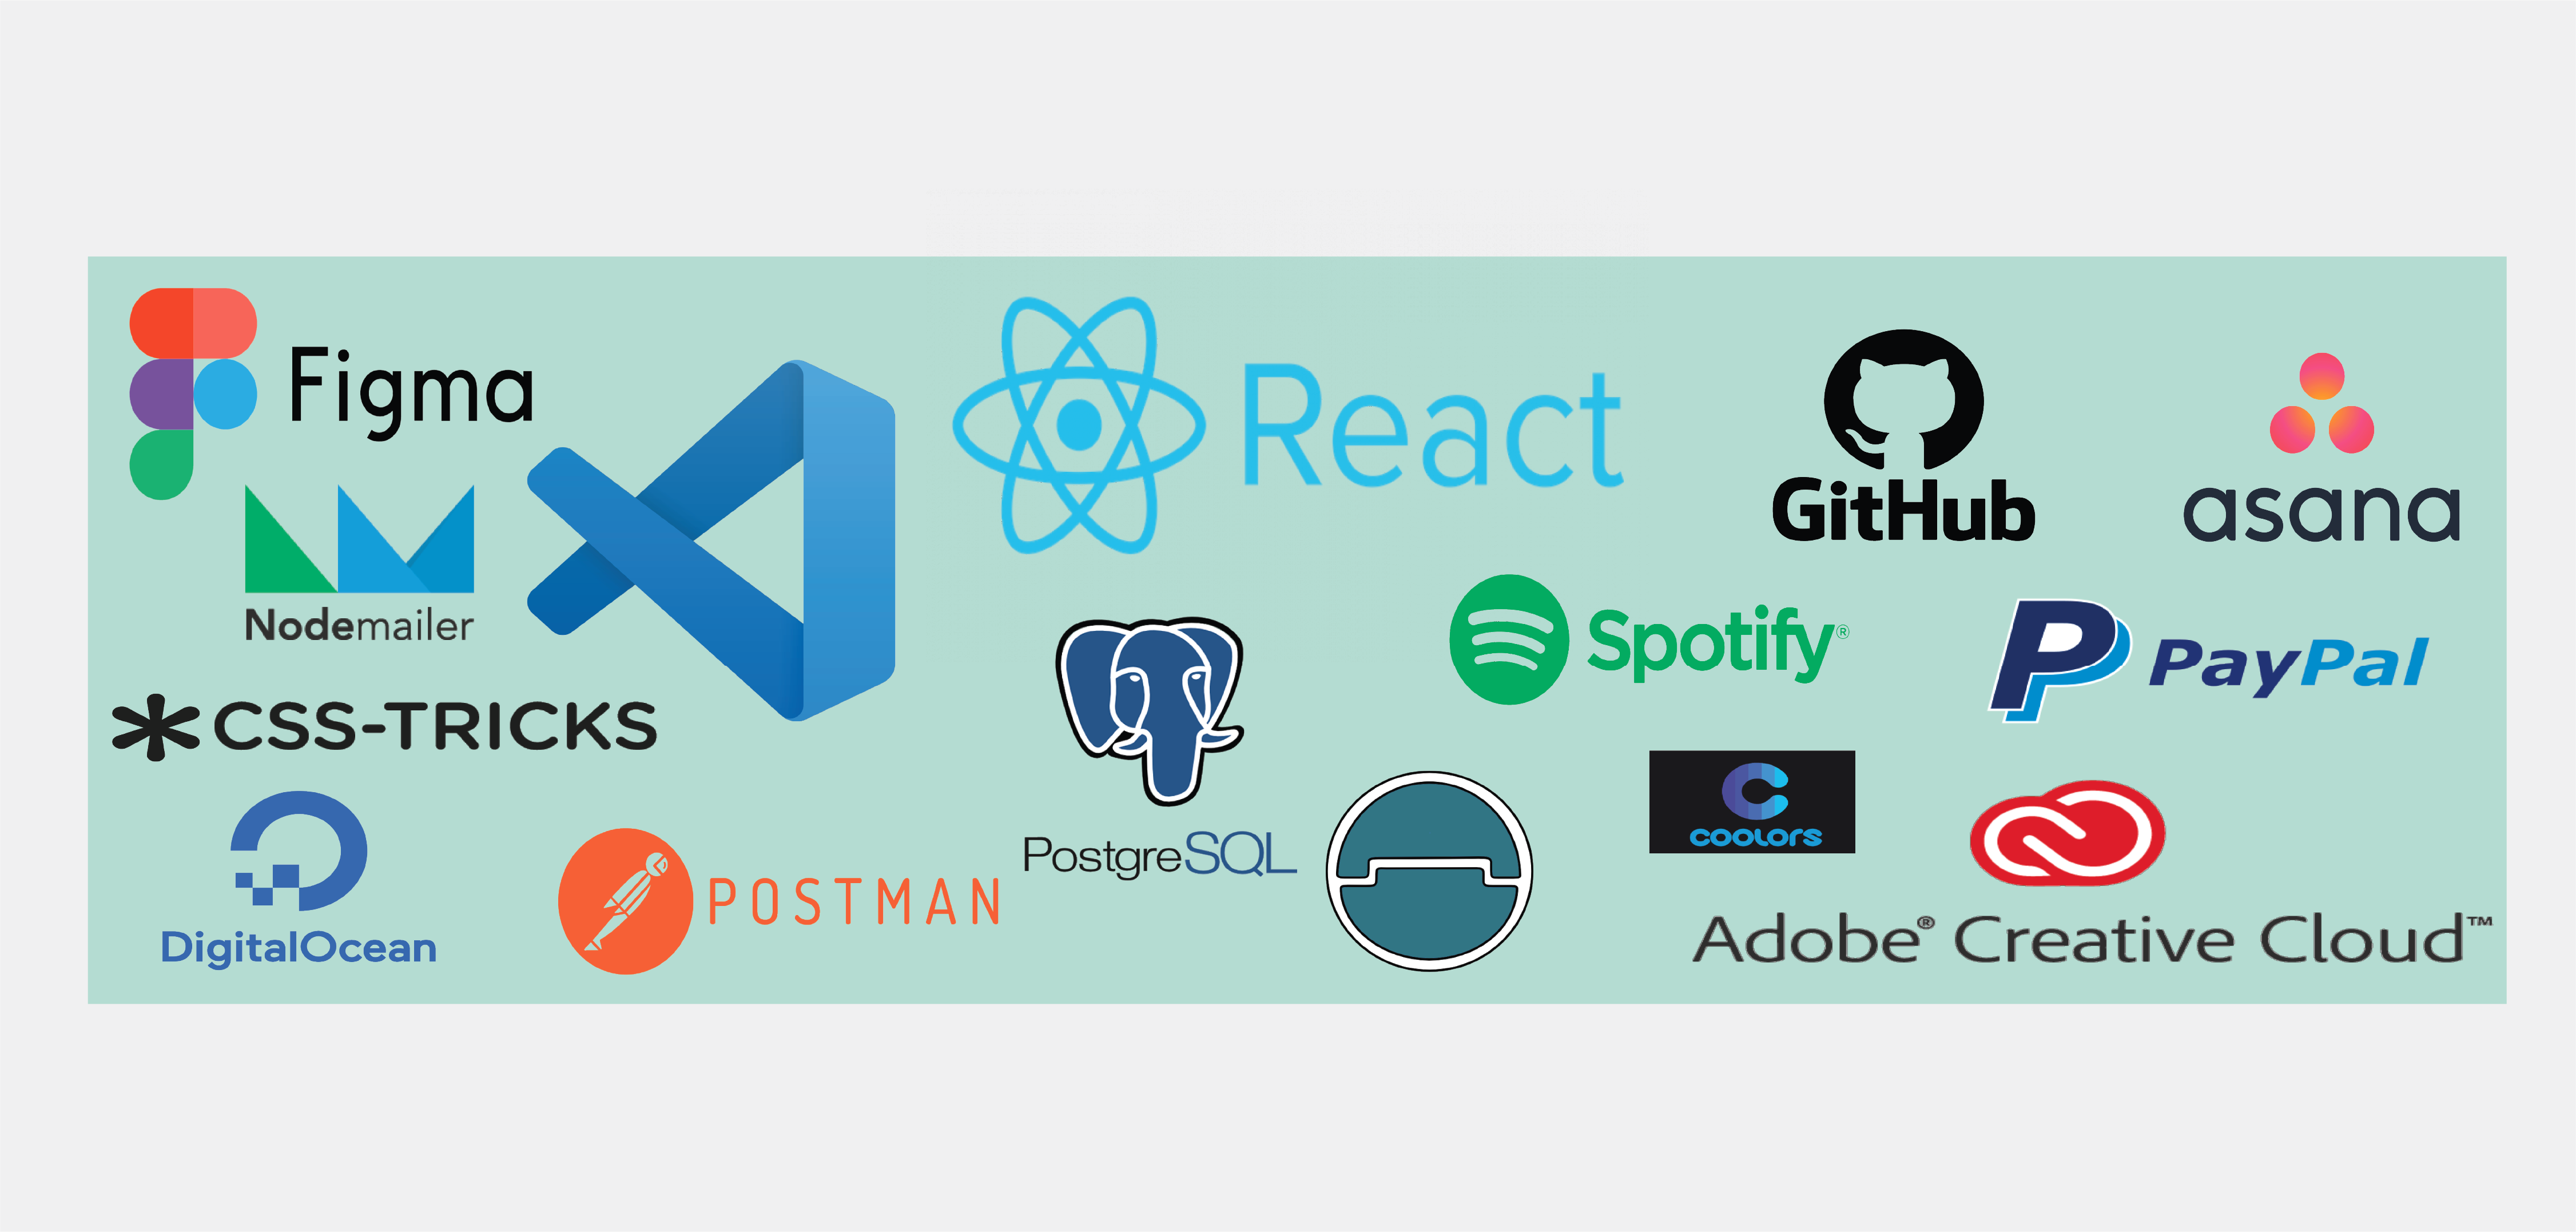 Figma
React
GitHub
asana
Nodemailer
Spotify®
PayPal
CSS-TRICKS
COOLORS
PostgreSQL
POSTMAN
DigitalOcean
Adobe® Creative Cloud™